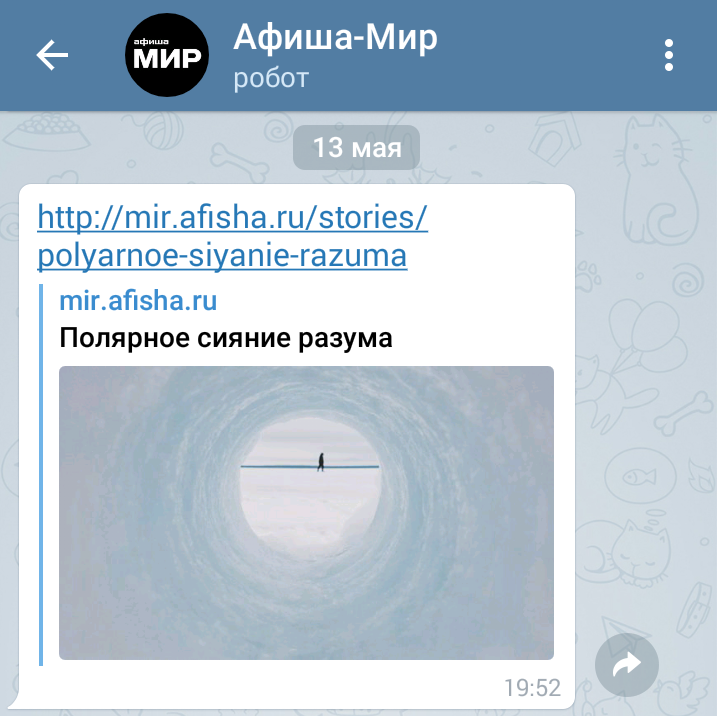 афиша
МИР
Афиша-Мир
робот
13 мая
http://mir.afisha.ru/stories/
polyarnoe-siyanie-razuma
mir.afisha.ru
Полярное сияние разума
19:52